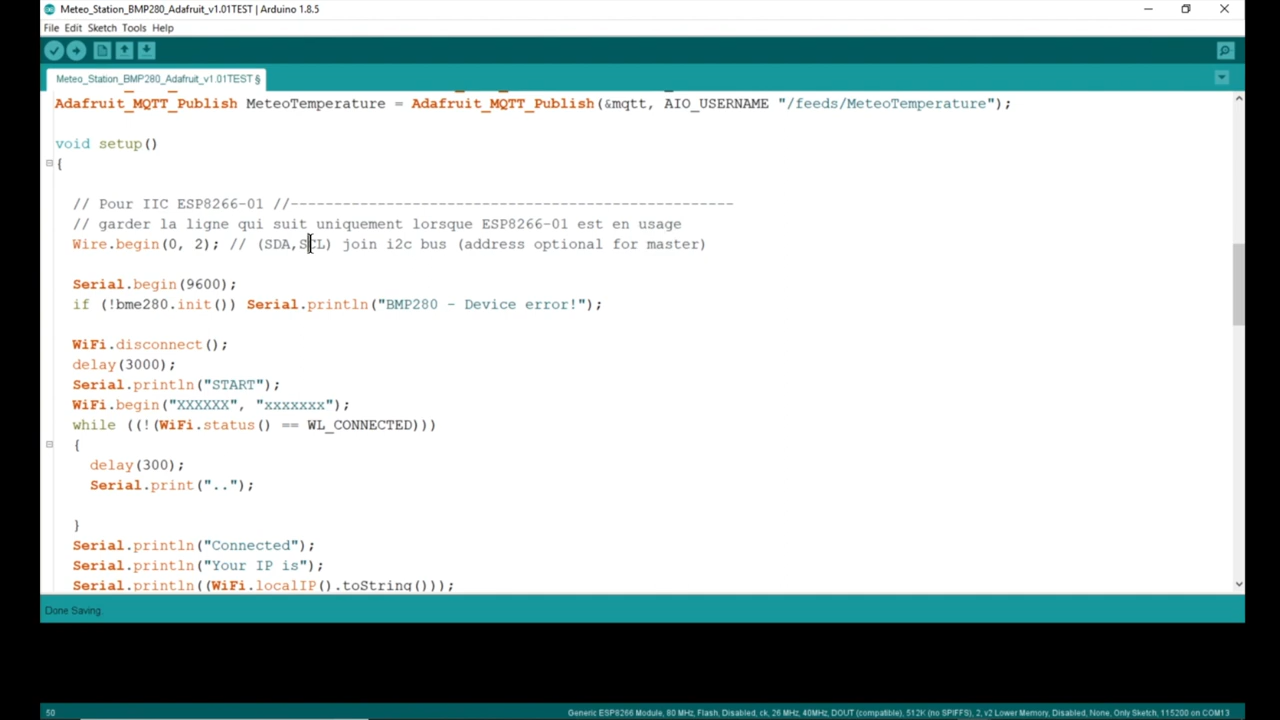 Meteo_Station_BMP280_Adafruit_v1.01TEST | Arduino 1.8.5
File Edit Sketch Tools Help
Meteo_Station_BMP280_Adafruit_v1.01TEST §
Adafruit_MQTT_Publish MeteoTemperature = Adafruit_MQTT_Publish(&mqtt, AIO_USERNAME "/feeds/MeteoTemperature");
void setup()
{
// Pour IIC ESP8266-01 //---------------------------------------------------
// garder la ligne qui suit uniquement lorsque ESP8266-01 est en usage
Wire.begin(0, 2); // (SDA,SCL) join i2c bus (address optional for master)
Serial.begin(9600);
if (!bme280.init()) Serial.println("BMP280 - Device error!");
WiFi.disconnect();
delay(3000);
Serial.println("START");
WiFi.begin("XXXXXX", "xxxxxxx");
while ((!(WiFi.status() == WL_CONNECTED)))
{
delay(300);
Serial.print("..");
}
Serial.println("Connected");
Serial.println("Your IP is");
Serial.println((WiFi.localIP().toString()));
Done Saving.
50 Generic ESP8266 Module, 80 MHz, Flash, Disabled, ck, 26 MHz, 40MHz, DOUT (compatible), 512K (no SPIFFS), 2, v2 Lower Memory, Disabled, None, Only Sketch, 115200 on COM13